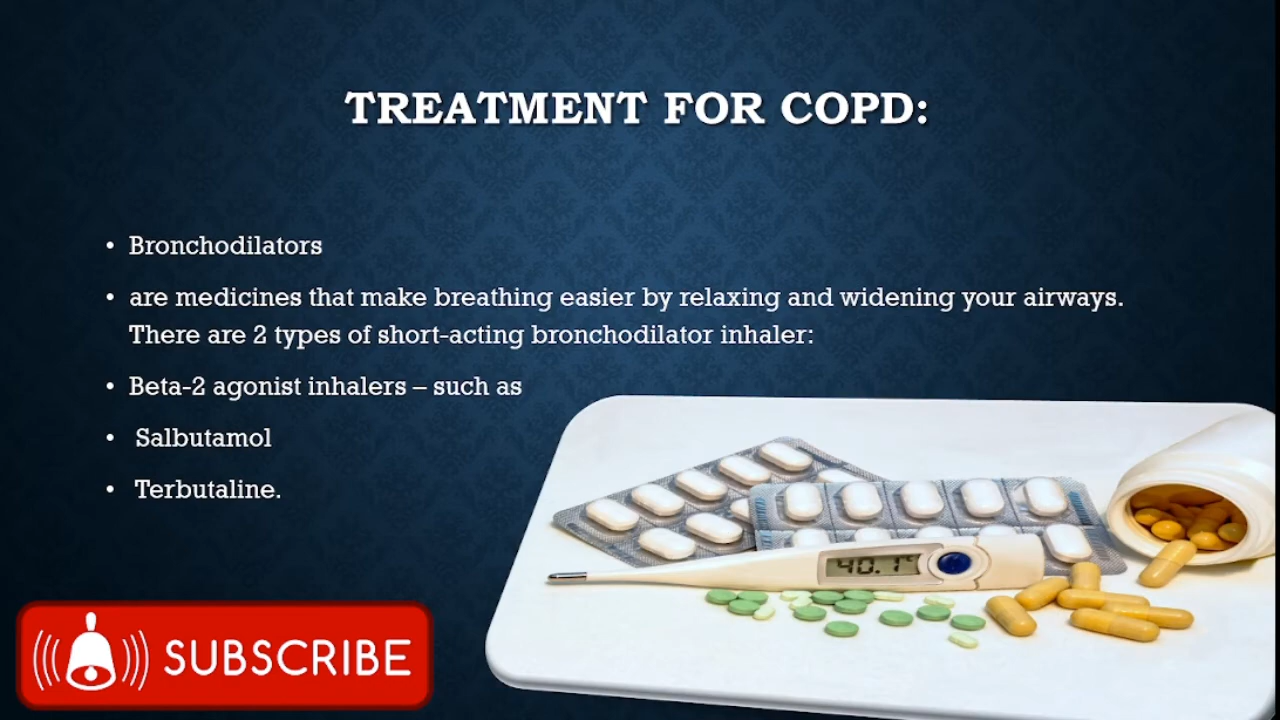 TREATMENT FOR COPD:
• Bronchodilators
• are medicines that make breathing easier by relaxing and widening your airways.
There are 2 types of short-acting bronchodilator inhaler:
• Beta-2 agonist inhalers – such as
• Salbutamol
• Terbutaline.
40.1°
SUBSCRIBE